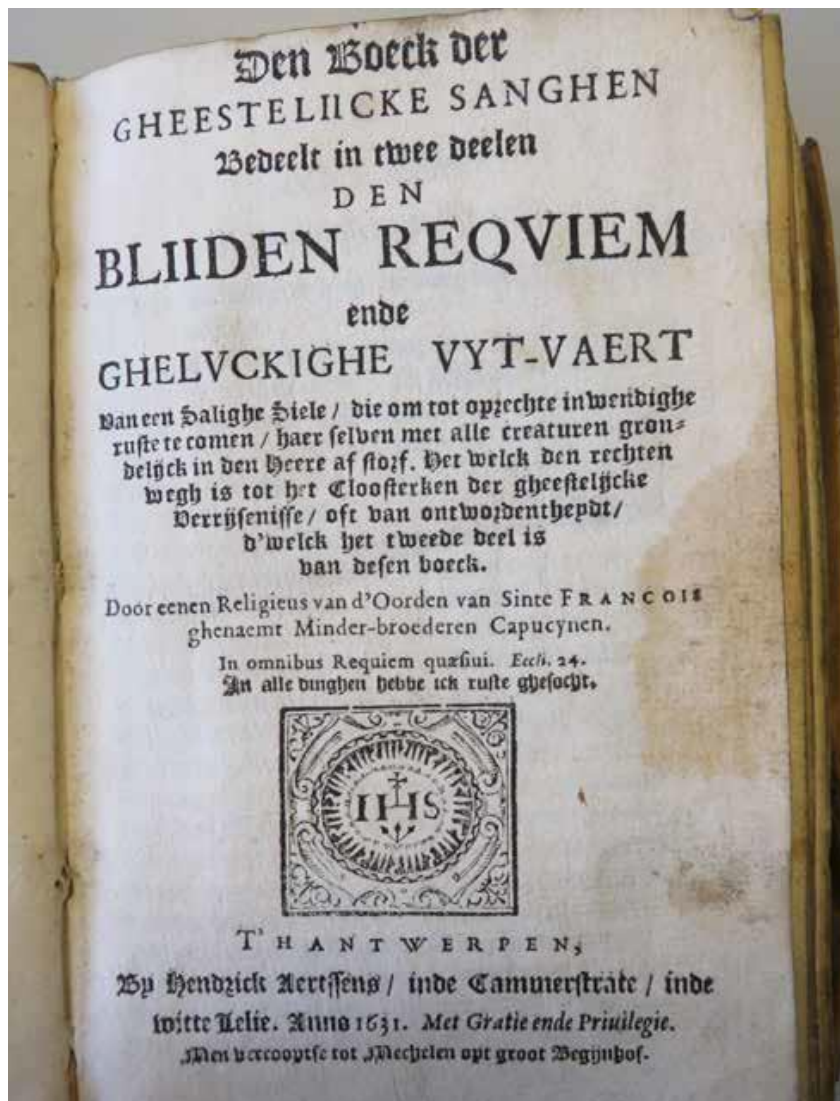 Den Boeck der
GHEESTELIICKE SANGHEN
Bedeelt in twee deelen
DEN
BLIIDEN REQVIEM
ende
GHELVCKIGHE VYT-VAERT
Van een Salighe Siele / die om tot oprechte inwendighe
ruste te comen / haer selven met alle creaturen gron=
delijck in den Heere af storf. Het welck den rechten
wegh is tot het Cloosterken der gheestelijcke
Verrijsenisse / oft van ontwordentheydt /
d'welck het tweede deel is
van desen boeck.
Door eenen Religieus van d'Oorden van Sinte FRANCOIS
ghenaemt Minder-broederen Capucynen.
In omnibus Requiem quæsiui. Eccli. 24.
In alle dinghen hebbe ick ruste ghesocht.
IHS
T'HANTWERPEN,
By Hendrick Aertssens / inde Cammerstrate / inde
witte Lelie. Anno 1631. Met Gratie ende Priuilegie.
Men vercooptse tot Mechelen opt groot Begijnhof.